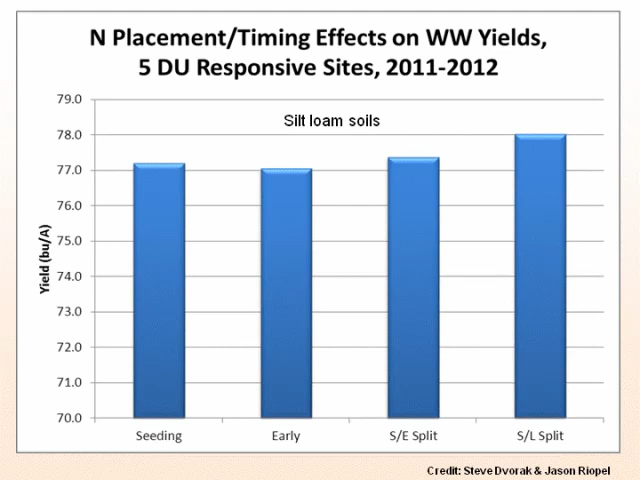 N Placement/Timing Effects on WW Yields,
5 DU Responsive Sites, 2011-2012
79.0
Silt loam soils
78.0
77.0
76.0
75.0
74.0
73.0
72.0
71.0
70.0
Yield (bu/A)
Seeding Early S/E Split S/L Split
Credit: Steve Dvorak & Jason Riopel